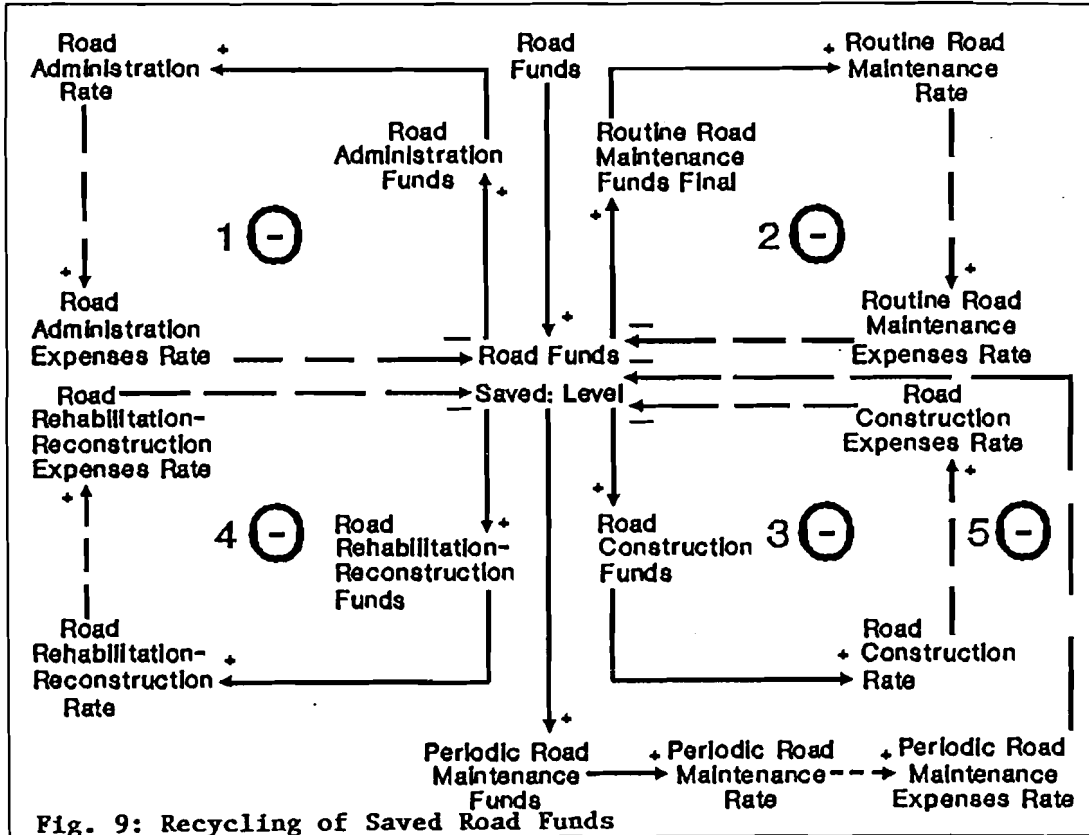 Road
Administration
Rate
+
Road
Funds
+
Routine Road
Maintenance
Rate
Road
Administration
Funds
+
Routine Road
Maintenance
Funds Final
+
1 -
2 -
+
Road
Administration
Expenses Rate
+
Road Funds
Saved: Level
+
Routine Road
Maintenance
Expenses Rate
Road
Rehabilitation-
Reconstruction
Expenses Rate
+
Road
Construction
Expenses Rate
+
4 -
Road
Rehabilitation-
Reconstruction
Funds
+
Road
Construction
Funds
+
3 -
5 -
Road
Rehabilitation-
Reconstruction
Rate
+
Road
Construction
Rate
+
Periodic Road
Maintenance
Funds
+
+ Periodic Road
Maintenance
Rate
+ Periodic Road
Maintenance
Expenses Rate
Fig. 9: Recycling of Saved Road Funds